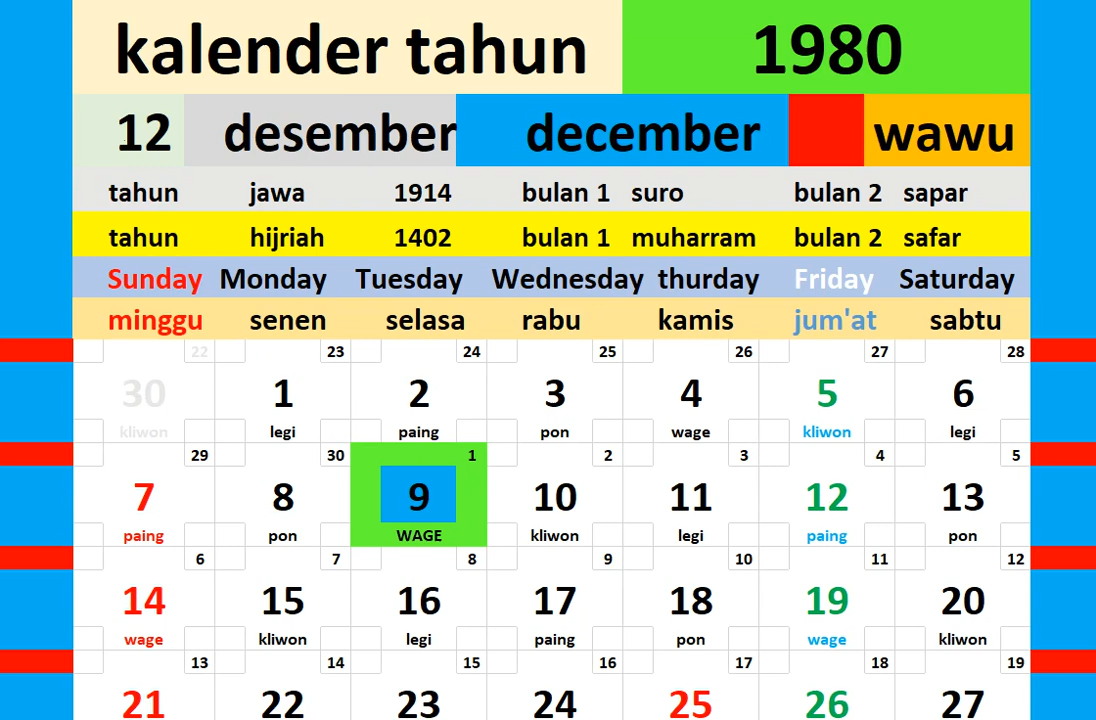 kalender tahun 1980
12 desember december wawu
tahun jawa 1914 bulan 1 suro bulan 2 sapar
tahun hijriah 1402 bulan 1 muharram bulan 2 safar
Sunday Monday Tuesday Wednesday thurday Friday Saturday
minggu senen selasa rabu kamis jum'at sabtu
22 23 24 25 26 27 28
30 1 2 3 4 5 6
kliwon legi paing pon wage kliwon legi
29 30 1 2 3 4 5
7 8 9 10 11 12 13
paing pon WAGE kliwon legi paing pon
6 7 8 9 10 11 12
14 15 16 17 18 19 20
wage kliwon legi paing pon wage kliwon
13 14 15 16 17 18 19
21 22 23 24 25 26 27